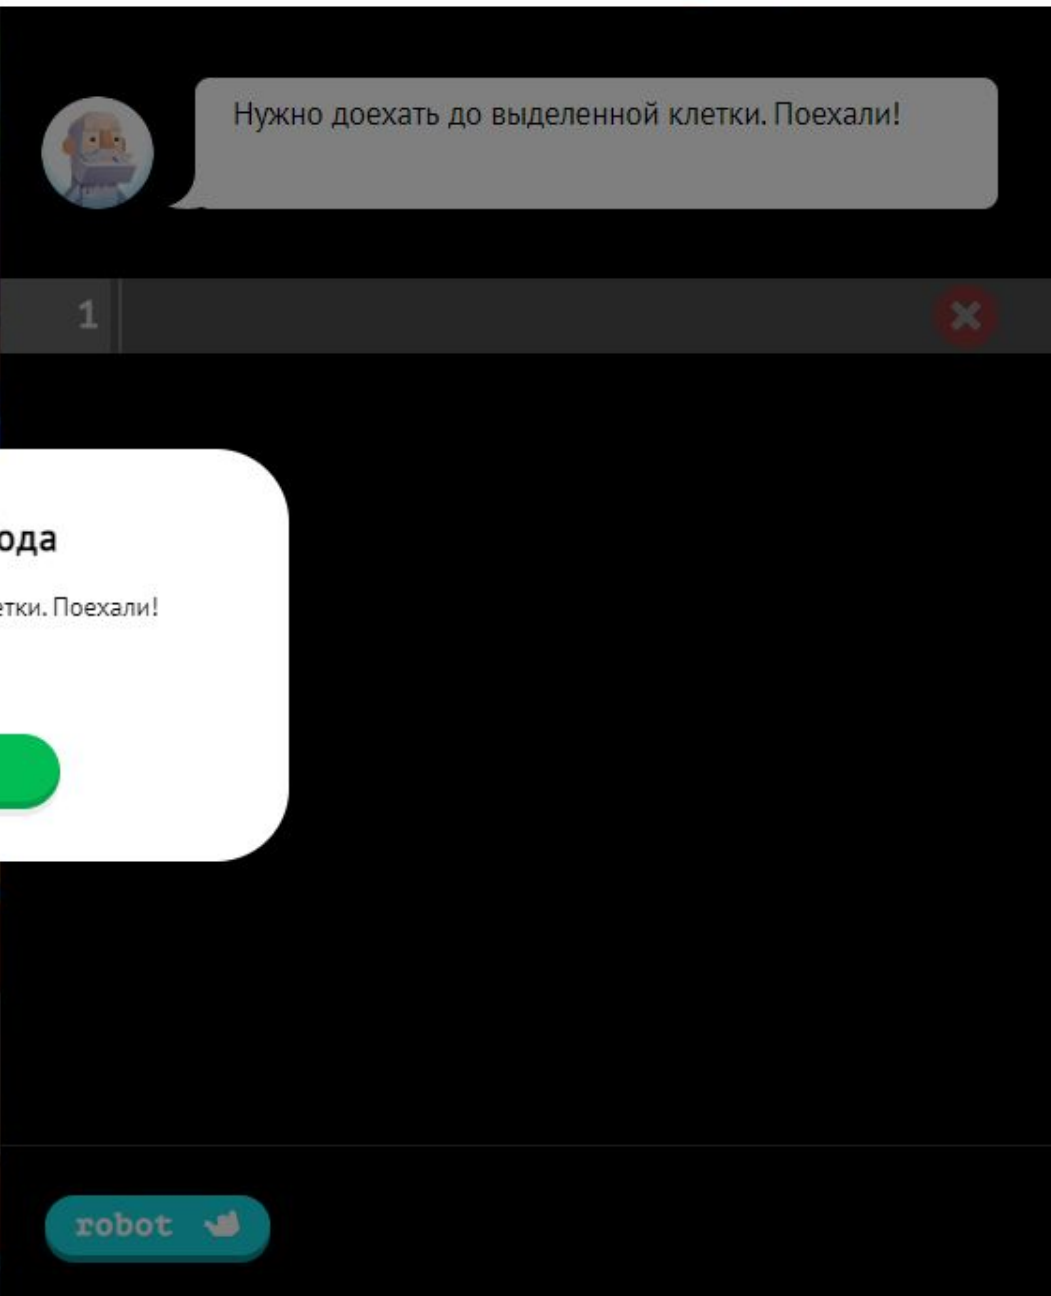 Нужно доехать до выделенной клетки. Поехали!
1
ода
етки. Поехали!
robot